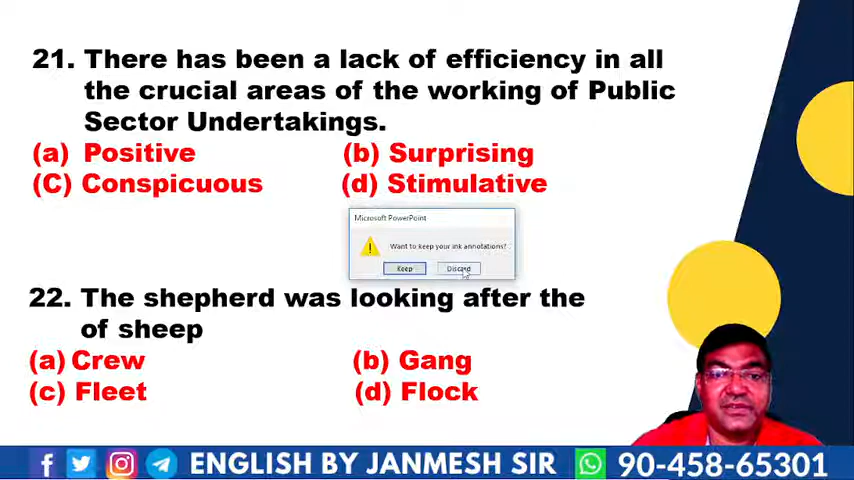 21. There has been a lack of efficiency in all
the crucial areas of the working of Public
Sector Undertakings.
(a) Positive (b) Surprising
(C) Conspicuous (d) Stimulative
Microsoft PowerPoint
Want to keep your ink annotations?
Keep Discard
22. The shepherd was looking after the
of sheep
(a) Crew (b) Gang
(c) Fleet (d) Flock
ENGLISH BY JANMESH SIR 90-458-65301